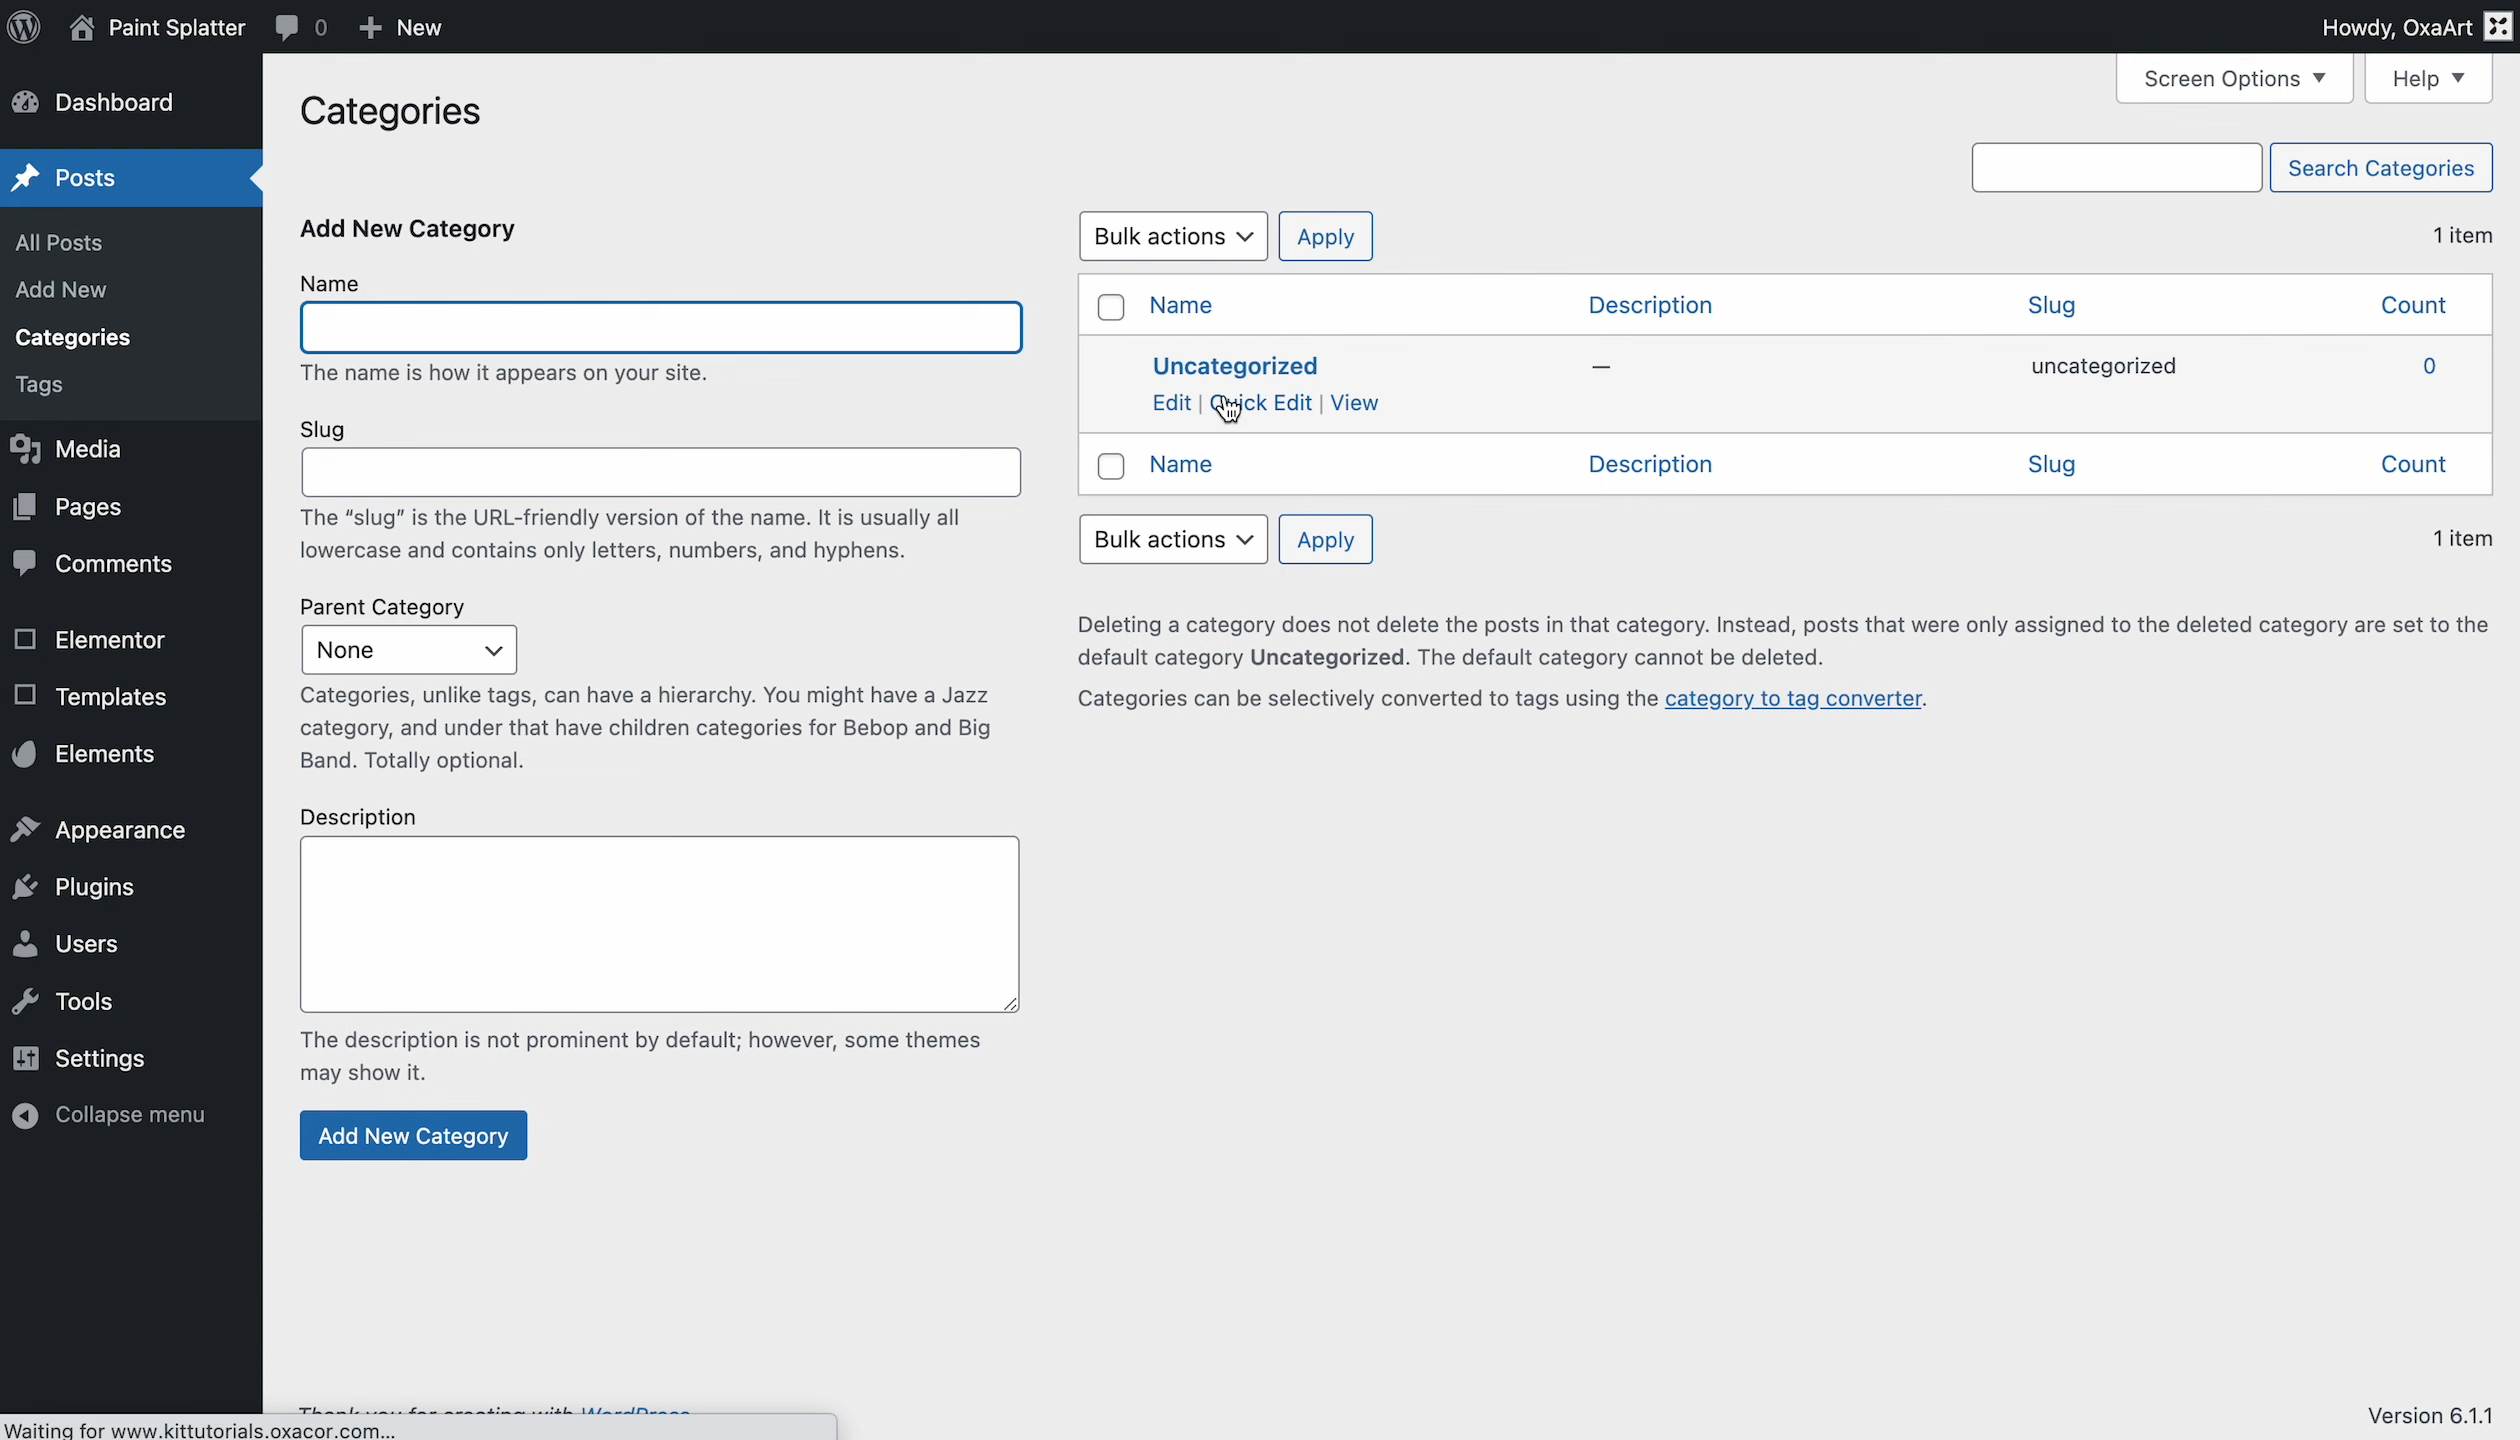 Paint Splatter
0
New
Howdy, OxaArt
Dashboard
Posts
All Posts
Add New
Categories
Tags
Media
Pages
Comments
Elementor
Templates
Elements
Appearance
Plugins
Users
Tools
Settings
Collapse menu
Screen Options
Help
Categories
Search Categories
Add New Category
Name
The name is how it appears on your site.
Slug
The “slug” is the URL-friendly version of the name. It is usually all
lowercase and contains only letters, numbers, and hyphens.
Parent Category
None
Categories, unlike tags, can have a hierarchy. You might have a Jazz
category, and under that have children categories for Bebop and Big
Band. Totally optional.
Description
The description is not prominent by default; however, some themes
may show it.
Add New Category
Bulk actions Apply
1 item
Name Description Slug Count
Uncategorized — uncategorized 0
Edit | Quick Edit | View
Name Description Slug Count
Bulk actions Apply
1 item
Deleting a category does not delete the posts in that category. Instead, posts that were only assigned to the deleted category are set to the
default category Uncategorized. The default category cannot be deleted.
Categories can be selectively converted to tags using the category to tag converter.
Thank you for creating with WordPress
Version 6.1.1
Waiting for www.kittutorials.oxacor.com...